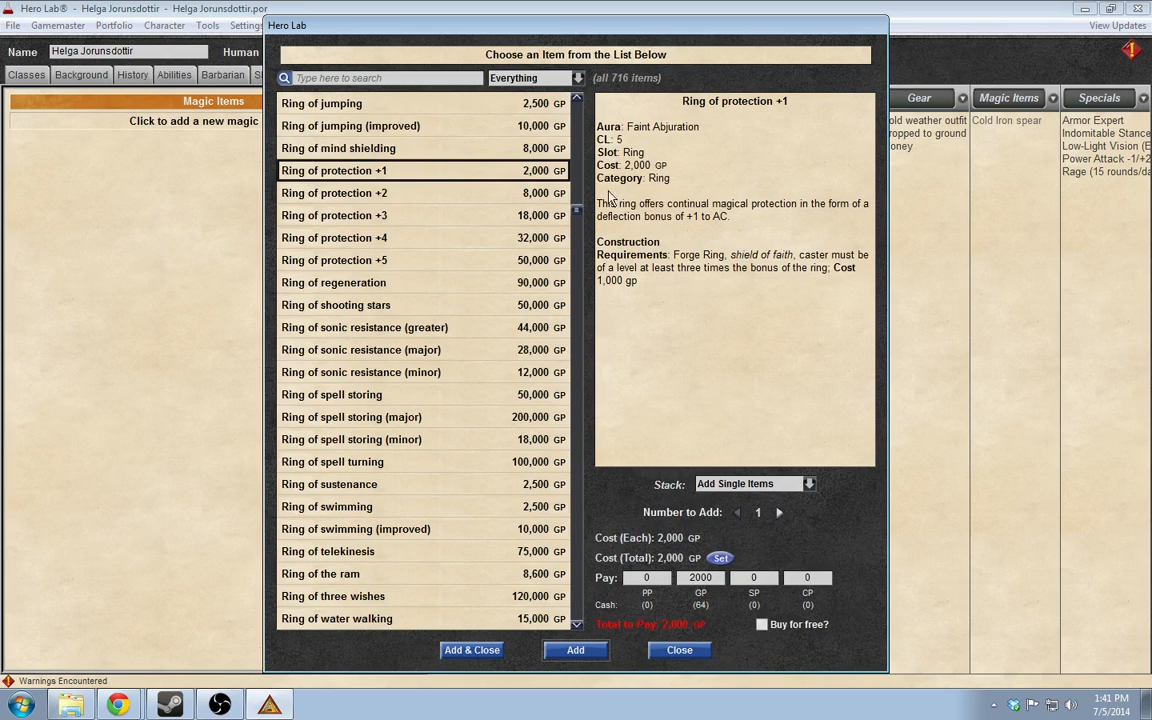 Hero Lab® - Helga Jorunsdottir - Helga Jorunsdottir.por
File Gamemaster Portfolio Character Tools Settings
View Updates
Name Helga Jorunsdottir Human
Classes Background History Abilities Barbarian
Magic Items
Click to add a new magic
Hero Lab
Choose an Item from the List Below
Type here to search Everything (all 716 items)
Ring of jumping 2,500 GP
Ring of jumping (improved) 10,000 GP
Ring of mind shielding 8,000 GP
Ring of protection +1 2,000 GP
Ring of protection +2 8,000 GP
Ring of protection +3 18,000 GP
Ring of protection +4 32,000 GP
Ring of protection +5 50,000 GP
Ring of regeneration 90,000 GP
Ring of shooting stars 50,000 GP
Ring of sonic resistance (greater) 44,000 GP
Ring of sonic resistance (major) 28,000 GP
Ring of sonic resistance (minor) 12,000 GP
Ring of spell storing 50,000 GP
Ring of spell storing (major) 200,000 GP
Ring of spell storing (minor) 18,000 GP
Ring of spell turning 100,000 GP
Ring of sustenance 2,500 GP
Ring of swimming 2,500 GP
Ring of swimming (improved) 10,000 GP
Ring of telekinesis 75,000 GP
Ring of the ram 8,600 GP
Ring of three wishes 120,000 GP
Ring of water walking 15,000 GP
Ring of protection +1
Aura: Faint Abjuration
CL: 5
Slot: Ring
Cost: 2,000 GP
Category: Ring
This ring offers continual magical protection in the form of a
deflection bonus of +1 to AC.
Construction
Requirements: Forge Ring, shield of faith, caster must be
of a level at least three times the bonus of the ring; Cost
1,000 gp
Stack: Add Single Items
Number to Add: 1
Cost (Each): 2,000 GP
Cost (Total): 2,000 GP Set
Pay: 0 2000 0 0
PP GP SP CP
Cash: (0) (64) (0) (0)
Total to Pay: 2,000 GP Buy for free?
Add & Close Add Close
Gear Magic Items Specials
old weather outfit Cold Iron spear Armor Expert
ropped to ground Indomitable Stance
oney Low-Light Vision (E
Power Attack -1/+2
Rage (15 rounds/da
Warnings Encountered
1:41 PM
7/5/2014